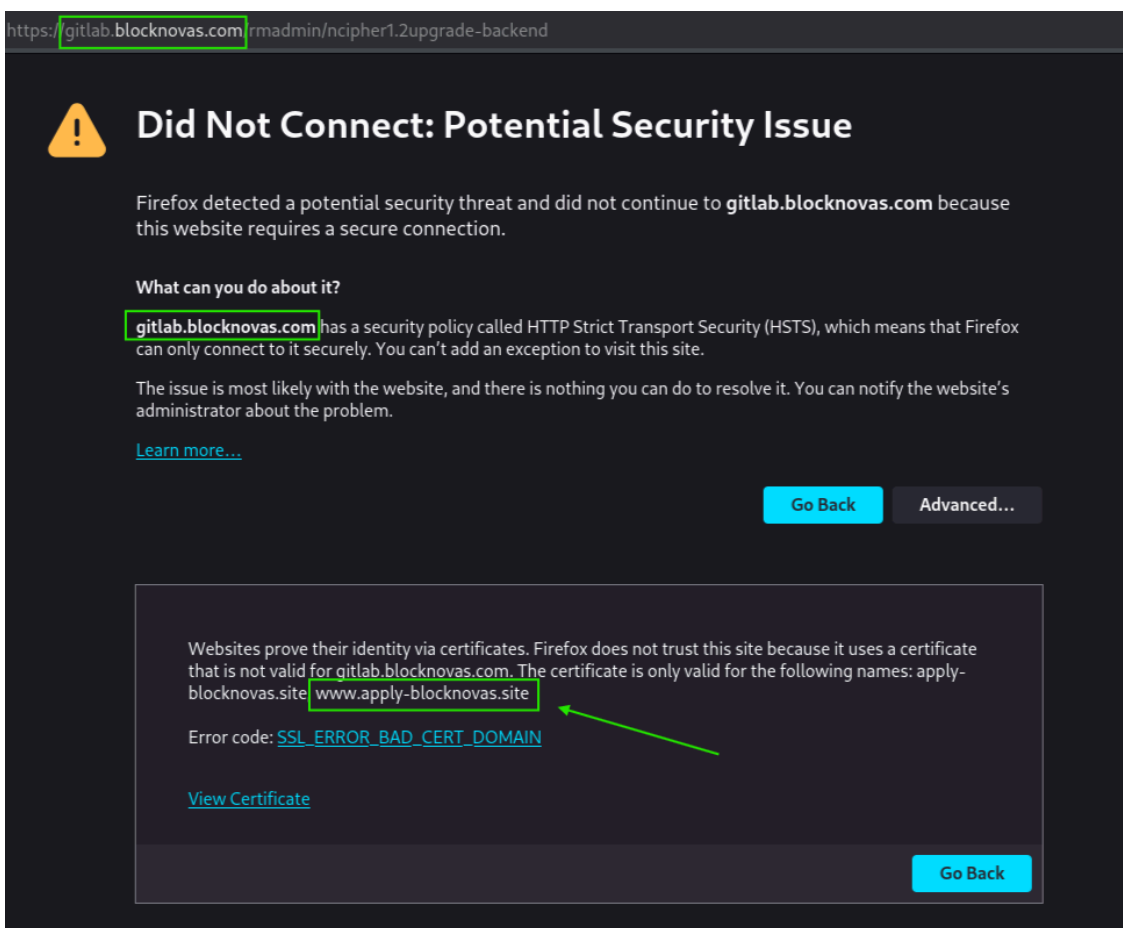 https://gitlab.blocknovas.com/rmadmin/ncipher1.2upgrade-backend
Did Not Connect: Potential Security Issue
Firefox detected a potential security threat and did not continue to gitlab.blocknovas.com because
this website requires a secure connection.
What can you do about it?
gitlab.blocknovas.com has a security policy called HTTP Strict Transport Security (HSTS), which means that Firefox
can only connect to it securely. You can’t add an exception to visit this site.
The issue is most likely with the website, and there is nothing you can do to resolve it. You can notify the website’s
administrator about the problem.
Learn more…
Go Back
Advanced…
Websites prove their identity via certificates. Firefox does not trust this site because it uses a certificate
that is not valid for gitlab.blocknovas.com. The certificate is only valid for the following names: apply-
blocknovas.site, www.apply-blocknovas.site
Error code: SSL_ERROR_BAD_CERT_DOMAIN
View Certificate
Go Back